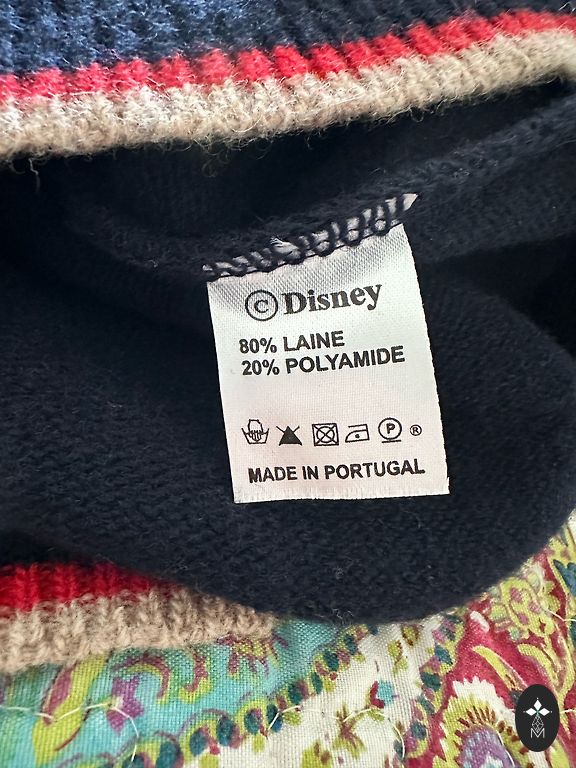 © Disney
80% LAINE
20% POLYAMIDE
P ®
MADE IN PORTUGAL
M